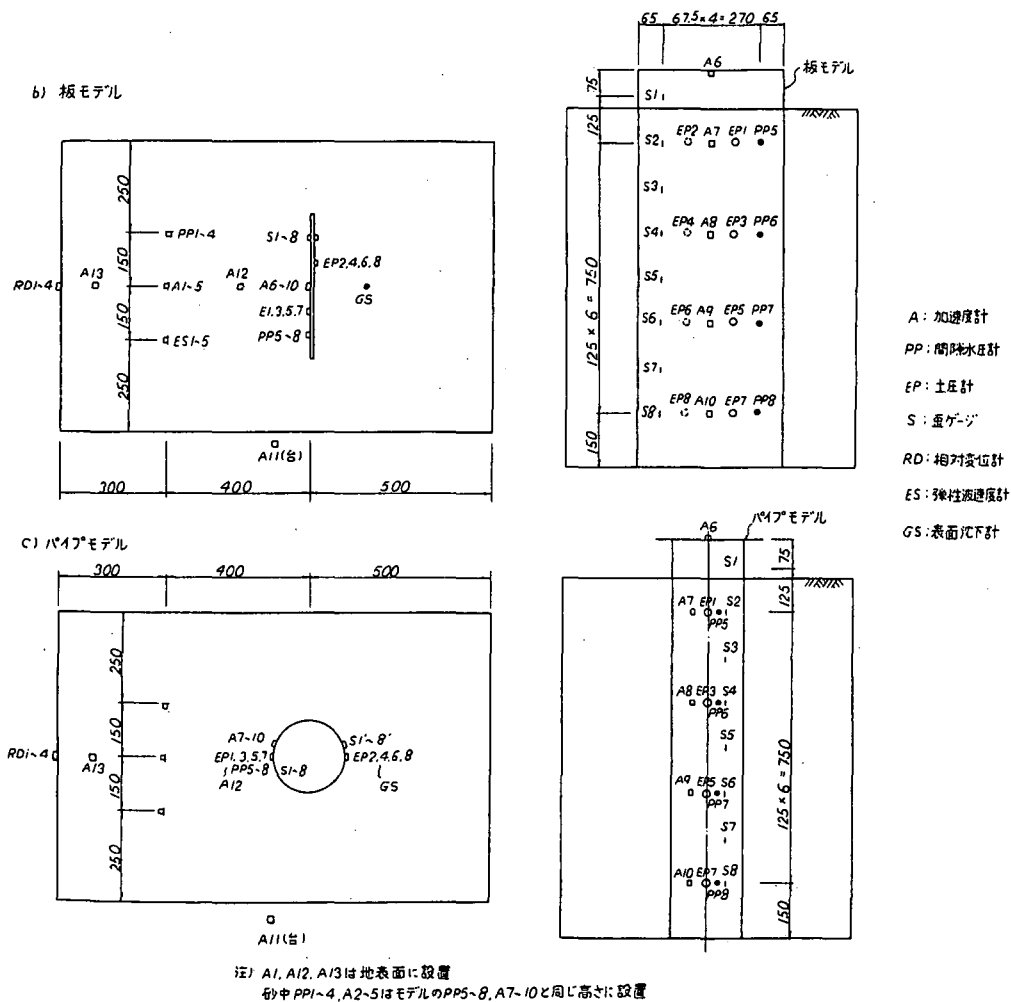 b) 板モデル
RD1~4
A13
250
150
150
250
PP1~4
A1~5
ES1~5
A12
S1~8
EP2,4,6,8
A6~10
E1,3,5,7
PP5~8
GS
A11(台)
300
400
500
65
67.5×4=270
65
A6
板モデル
75
125
125×6=750
150
S1
S2
EP2
A7
EP1
PP5
S3
S4
EP4
A8
EP3
PP6
S5
S6
EP6
A9
EP5
PP7
S7
S8
EP8
A10
EP7
PP8
A:加速度計
PP:間隙水圧計
EP:土圧計
S:歪ゲージ
RD:相対変位計
ES:弾性波速度計
GS:表面沈下計
c) パイプモデル
300
400
500
RD1~4
A13
250
150
150
250
A7~10
EP1,3,5,7
PP5~8
A12
S1~8
S1'~8'
EP2,4,6,8
GS
A11(台)
パイプモデル
A6
S1
75
125
125×6=750
150
A7
EP1
S2
PP5
S3
A8
EP3
S4
PP6
S5
A9
EP5
S6
PP7
S7
A10
EP7
S8
PP8
注) A1, A12, A13は地表面に設置
砂中PP1~4, A2~5はモデルのPP5~8, A7~10と同じ高さに設置